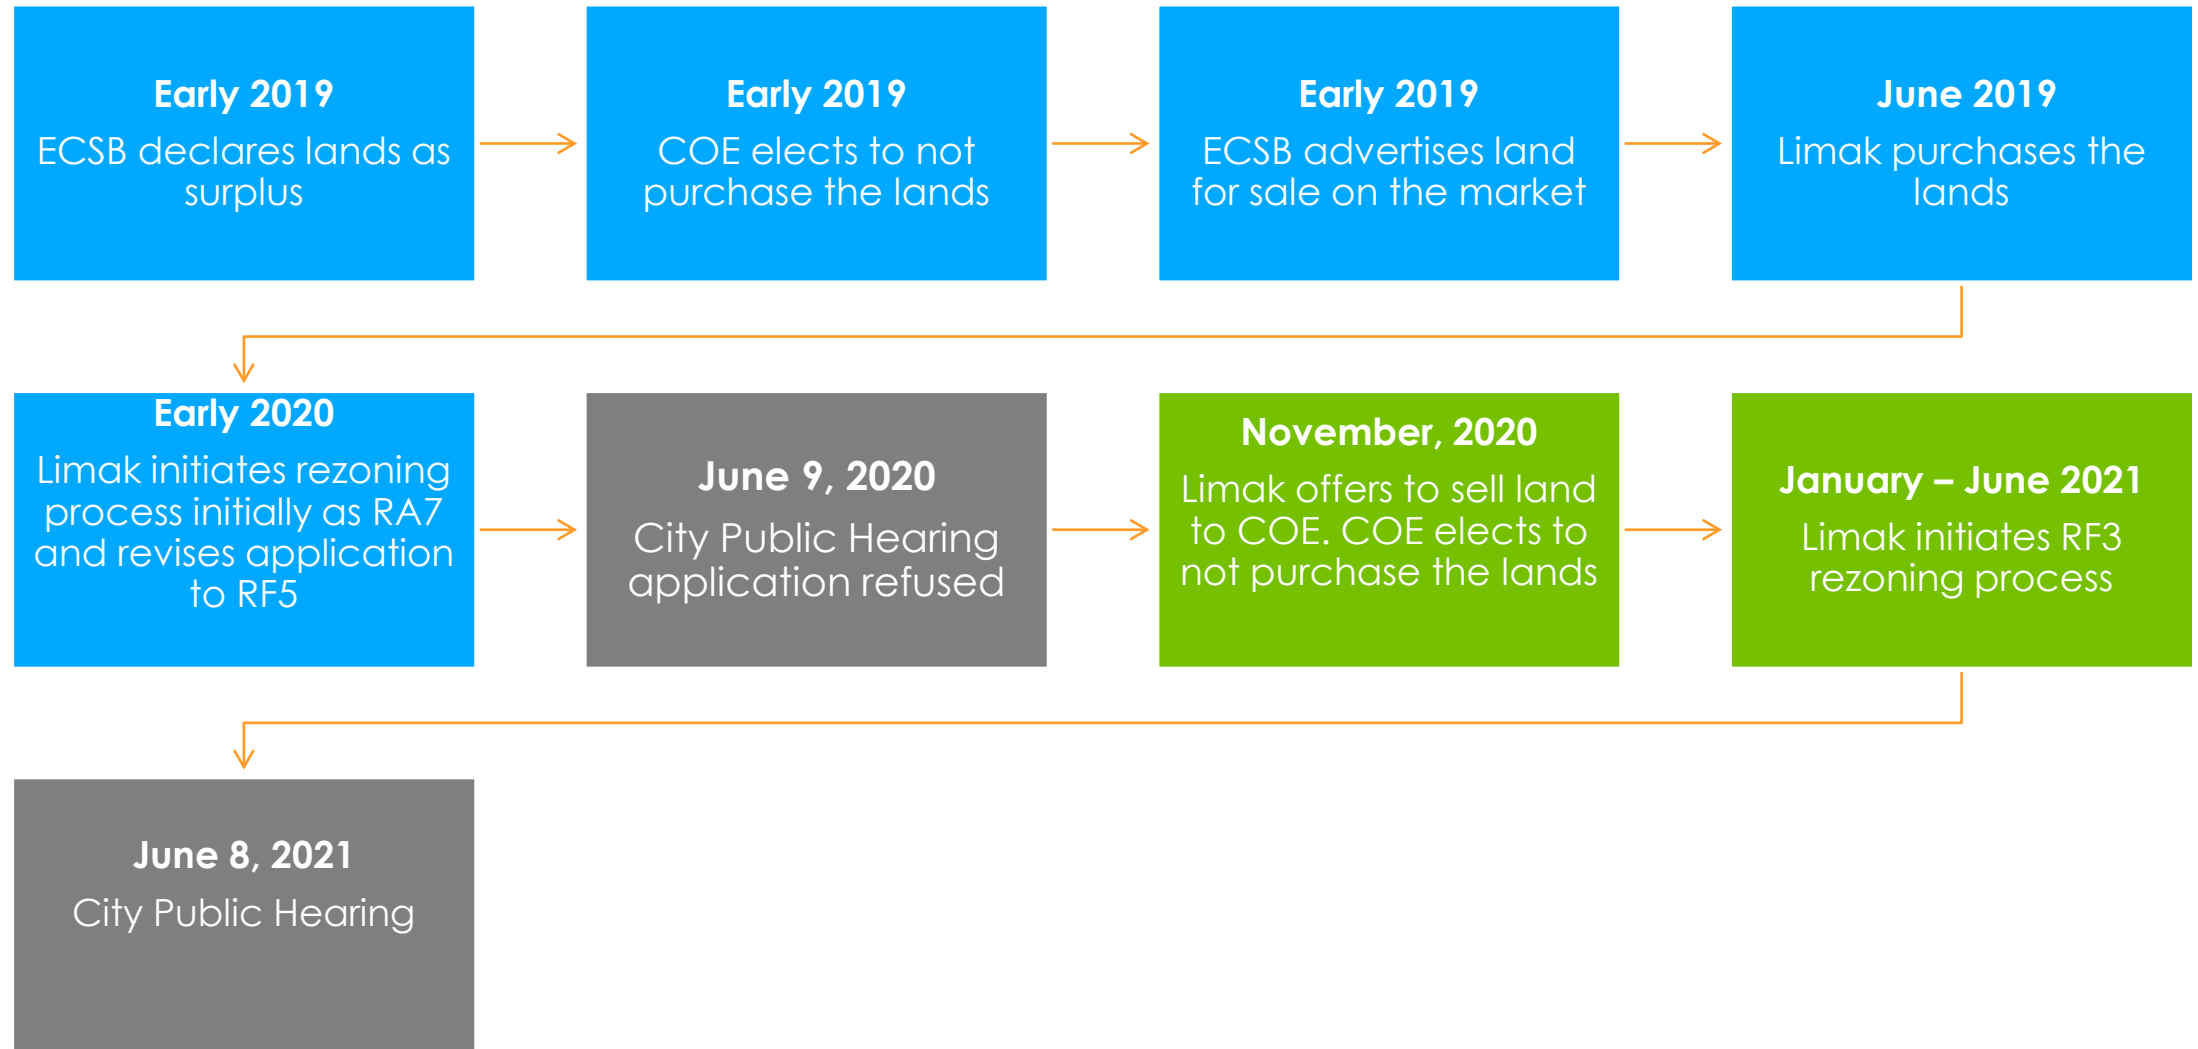 Early 2019
ECSB declares lands as
surplus
Early 2019
COE elects to not
purchase the lands
Early 2019
ECSB advertises land
for sale on the market
June 2019
Limak purchases the
lands
Early 2020
Limak initiates rezoning
process initially as RA7
and revises application
to RF5
June 9, 2020
City Public Hearing
application refused
November, 2020
Limak offers to sell land
to COE. COE elects to
not purchase the lands
January – June 2021
Limak initiates RF3
rezoning process
June 8, 2021
City Public Hearing